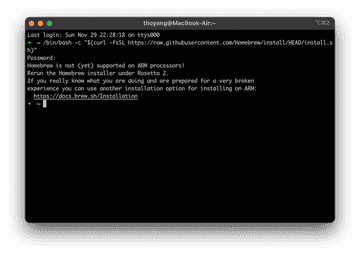 thoyang@MacBook-Air:~
⌥⌘2
Last login: Sun Nov 29 22:28:18 on ttys000
➜ ~ /bin/bash -c "$(curl -fsSL https://raw.githubusercontent.com/Homebrew/install/HEAD/install.s
h)"
Password:
Homebrew is not (yet) supported on ARM processors!
Rerun the Homebrew installer under Rosetta 2.
If you really know what you are doing and are prepared for a very broken
experience you can use another installation option for installing on ARM:
https://docs.brew.sh/Installation
➜ ~